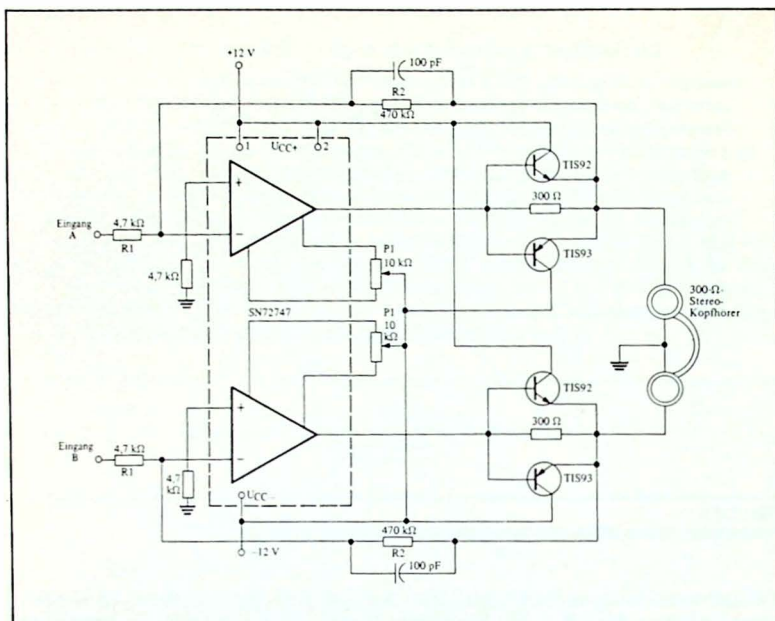 +12 V
100 pF
R2
470 kΩ
1
UCC+
2
TIS92
+
300 Ω
Eingang
A
4,7 kΩ
R1
−
P1
10 kΩ
TIS93
4,7 kΩ
300-Ω-
Stereo-
Kopfhörer
SN72747
P1
10
kΩ
TIS92
+
300 Ω
Eingang
B
4,7 kΩ
R1
−
4,7
kΩ
TIS93
UCC−
470 kΩ
−12 V
R2
100 pF